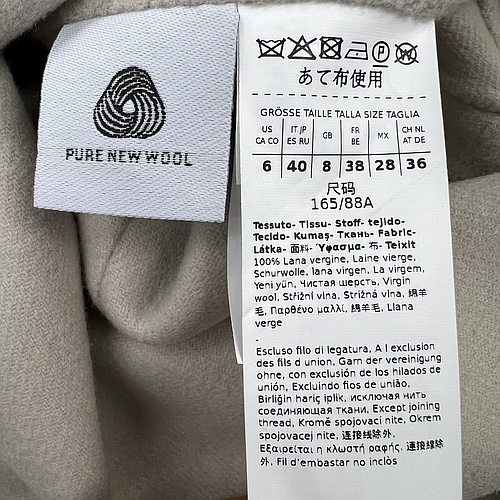 PURE NEW WOOL
P W
あて布使用
GRÖSSE TAILLE TALLA SIZE TAGLIA
US IT JP GB FR MX CH NL
CA CO ES RU BE AT DE
6 40 8 38 28 36
尺码
165/88A
Tessuto- Tissu- Stoff- tejido-
Tecido- Kumaş- Ткань- Fabric-
Látka- 面料- Ύφασμα- 布- Teixit
100% Lana vergine, Laine vierge,
Schurwolle, lana virgen, La virgem,
Yeni yün, Чистая шерсть, Virgin
wool, Střižní vlna, Strižná vlna, 绵羊
毛, Παρθένο μαλλί, 綿羊毛, Llana
verge
-
Escluso filo di legatura, A l exclusion
des fils d union, Garn der vereinigung
ohne, con exclusión de los hilados de
unión, Excluindo fios de união,
Birliğin hariç iplik, исключая нить
соединяющая ткани, Except joining
thread, Kromě spojovací nite, Okrem
spojovacej nite, 连接线除外,
Εξαιρείται η κλωστή ραφής, 連接線除
外, Fil d'embastar no inclòs